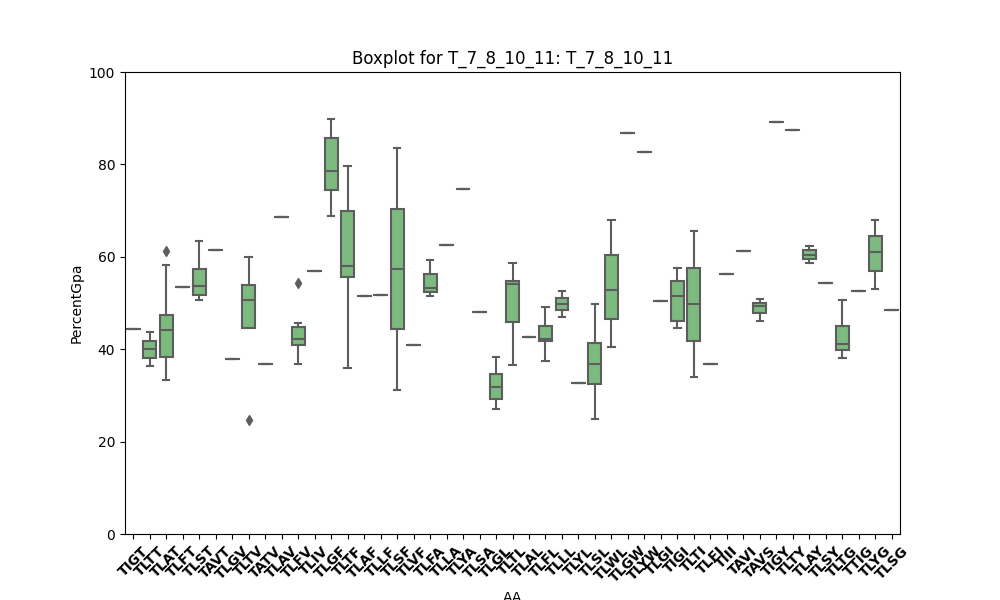 Boxplot for T_7_8_10_11: T_7_8_10_11
PercentGpa
100
80
60
40
20
0
TIGT TLTT TLAT TLFT TLST TAVT TLGV TLTV TATV TLAV TLFV TLIV TLGF TLTF TLAF TLLF TLSF TIVF TLFA TLLA TLYA TLSA TLGL TLTL TLAL TLFL TLLL TLYL TLSL TLWL TLGW TLYW TLGI TIGI TLTI TLFI TIII TAVI TAVS TIGY TLTY TLAY TLSY TLTG TTIG TLYG TLSG
AA